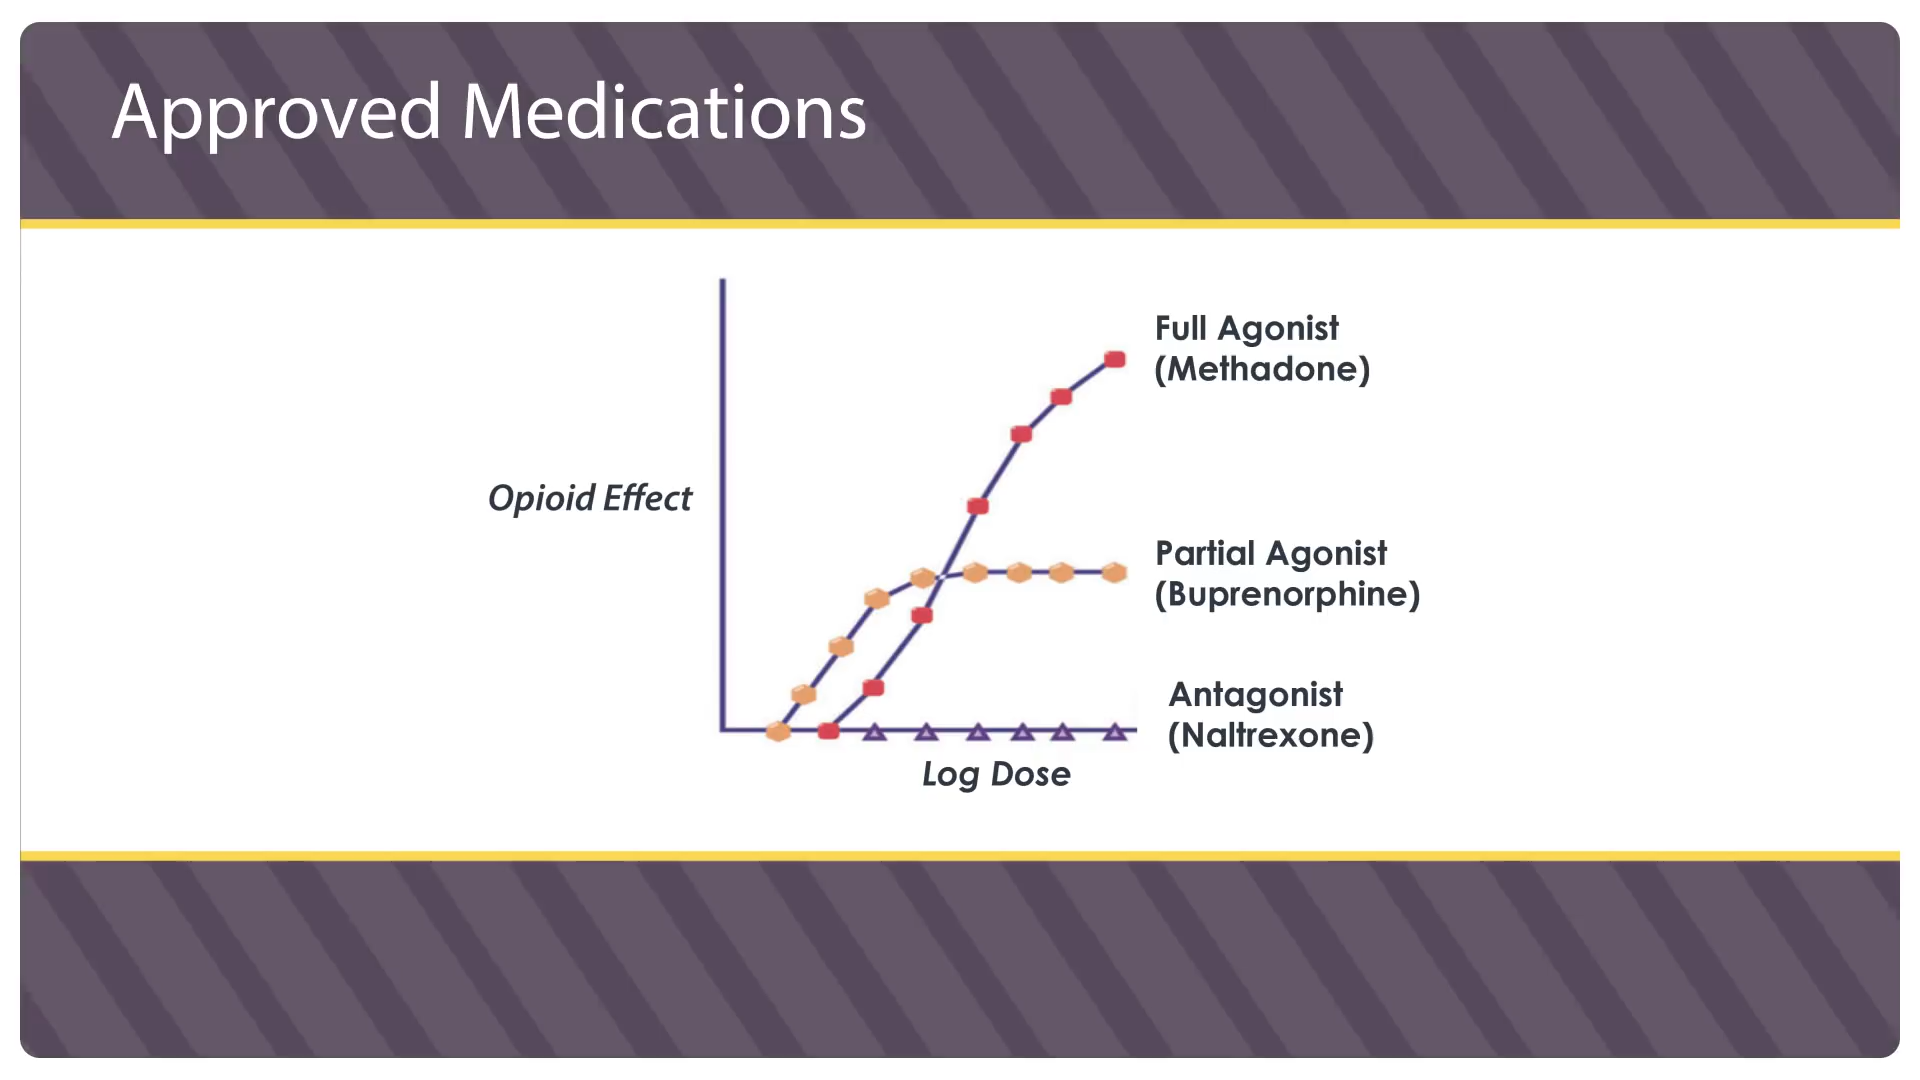 Approved Medications
Full Agonist
(Methadone)
Opioid Effect
Partial Agonist
(Buprenorphine)
Antagonist
(Naltrexone)
Log Dose